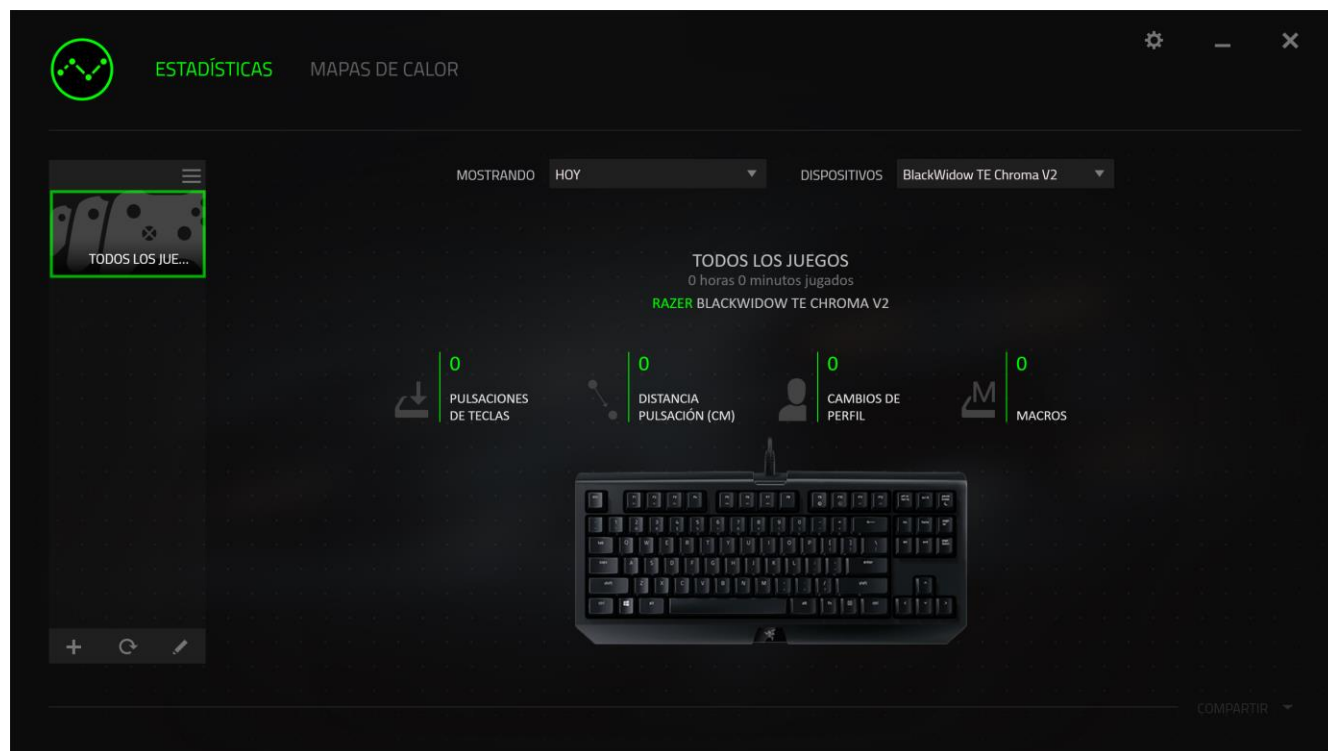 ESTADÍSTICAS MAPAS DE CALOR
MOSTRANDO HOY DISPOSITIVOS BlackWidow TE Chroma V2
TODOS LOS JUE...
TODOS LOS JUEGOS
0 horas 0 minutos jugados
RAZER BLACKWIDOW TE CHROMA V2
0
PULSACIONES
DE TECLAS
0
DISTANCIA
PULSACIÓN (CM)
0
CAMBIOS DE
PERFIL
M
0
MACROS
COMPARTIR